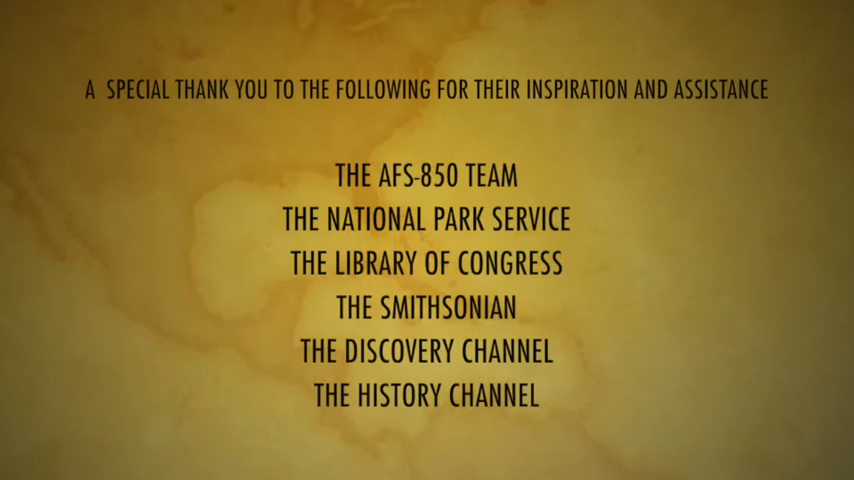 A SPECIAL THANK YOU TO THE FOLLOWING FOR THEIR INSPIRATION AND ASSISTANCE
THE AFS-850 TEAM
THE NATIONAL PARK SERVICE
THE LIBRARY OF CONGRESS
THE SMITHSONIAN
THE DISCOVERY CHANNEL
THE HISTORY CHANNEL